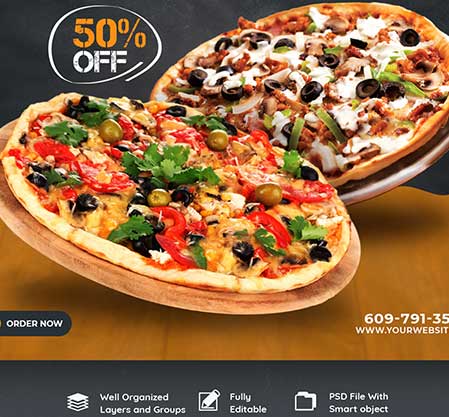 50%
OFF
ORDER NOW
609-791-35
WWW.YOURWEBSIT
Well Organized
Layers and Groups
Fully
Editable
PSD File With
Smart object